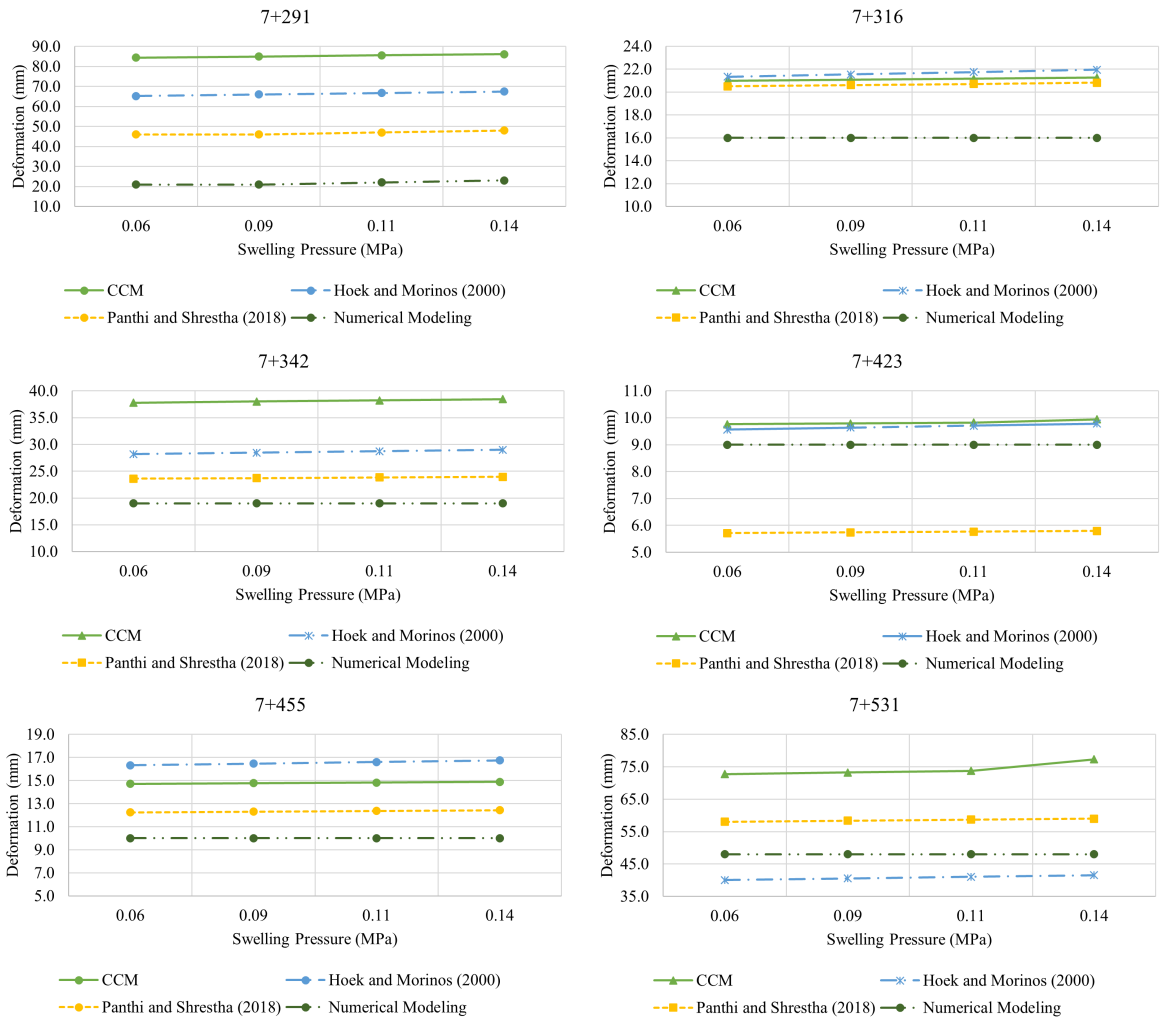 7+291
90.0
80.0
70.0
60.0
50.0
40.0
30.0
20.0
10.0
Deformation (mm)
0.06 0.09 0.11 0.14
Swelling Pressure (MPa)
CCM Hoek and Morinos (2000)
Panthi and Shrestha (2018) Numerical Modeling
7+316
24.0
22.0
20.0
18.0
16.0
14.0
12.0
10.0
Deformation (mm)
0.06 0.09 0.11 0.14
Swelling Pressure (MPa)
CCM Hoek and Morinos (2000)
Panthi and Shrestha (2018) Numerical Modeling
7+342
40.0
35.0
30.0
25.0
20.0
15.0
10.0
Deformation (mm)
0.06 0.09 0.11 0.14
Swelling Pressure (MPa)
CCM Hoek and Morinos (2000)
Panthi and Shrestha (2018) Numerical Modeling
7+423
11.0
10.0
9.0
8.0
7.0
6.0
5.0
Deformation (mm)
0.06 0.09 0.11 0.14
Swelling Pressure (MPa)
CCM Hoek and Morinos (2000)
Panthi and Shrestha (2018) Numerical Modeling
7+455
19.0
17.0
15.0
13.0
11.0
9.0
7.0
5.0
Deformation (mm)
0.06 0.09 0.11 0.14
Swelling Pressure (MPa)
CCM Hoek and Morinos (2000)
Panthi and Shrestha (2018) Numerical Modeling
7+531
85.0
75.0
65.0
55.0
45.0
35.0
Deformation (mm)
0.06 0.09 0.11 0.14
Swelling Pressure (MPa)
CCM Hoek and Morinos (2000)
Panthi and Shrestha (2018) Numerical Modeling